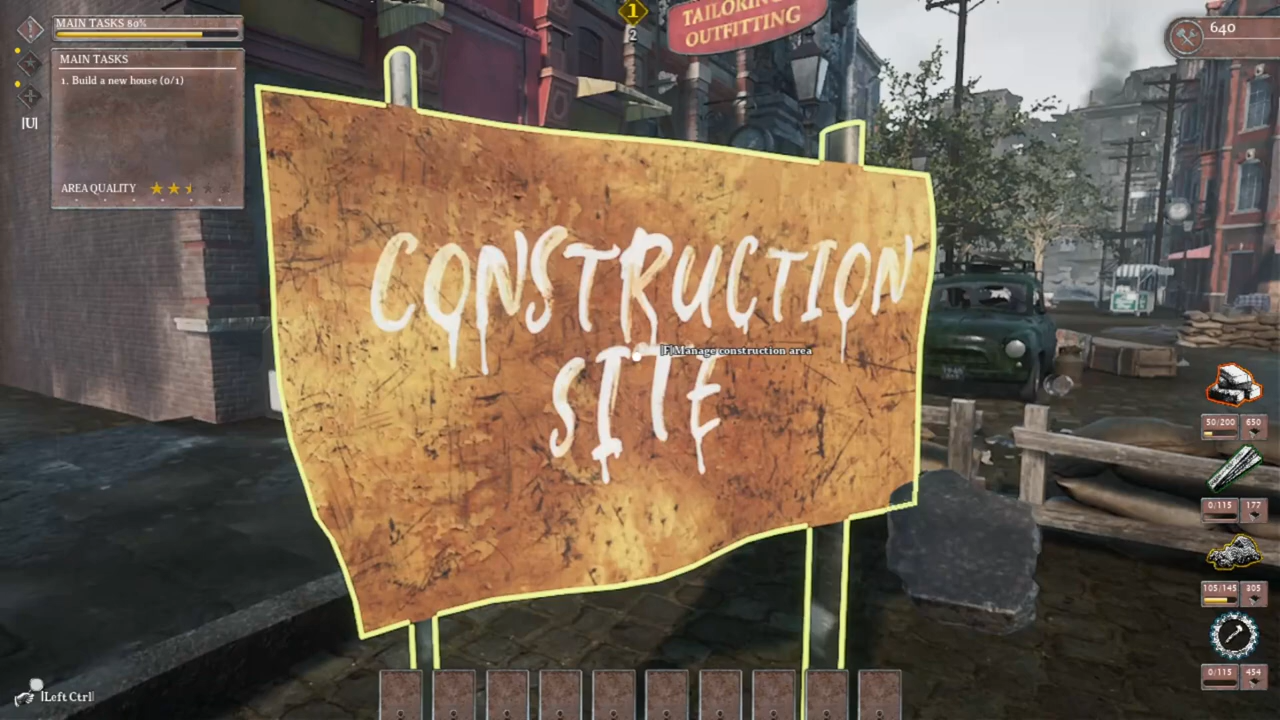 MAIN TASKS 80%
MAIN TASKS
1. Build a new house (0/1)
[U]
AREA QUALITY
1
2
TAILORING
OUTFITTING
640
CONSTRUCTION
SITE
[F]Manage construction area
50/200 650
0/115 177
105/145 805
0/115 454
[Left Ctrl]